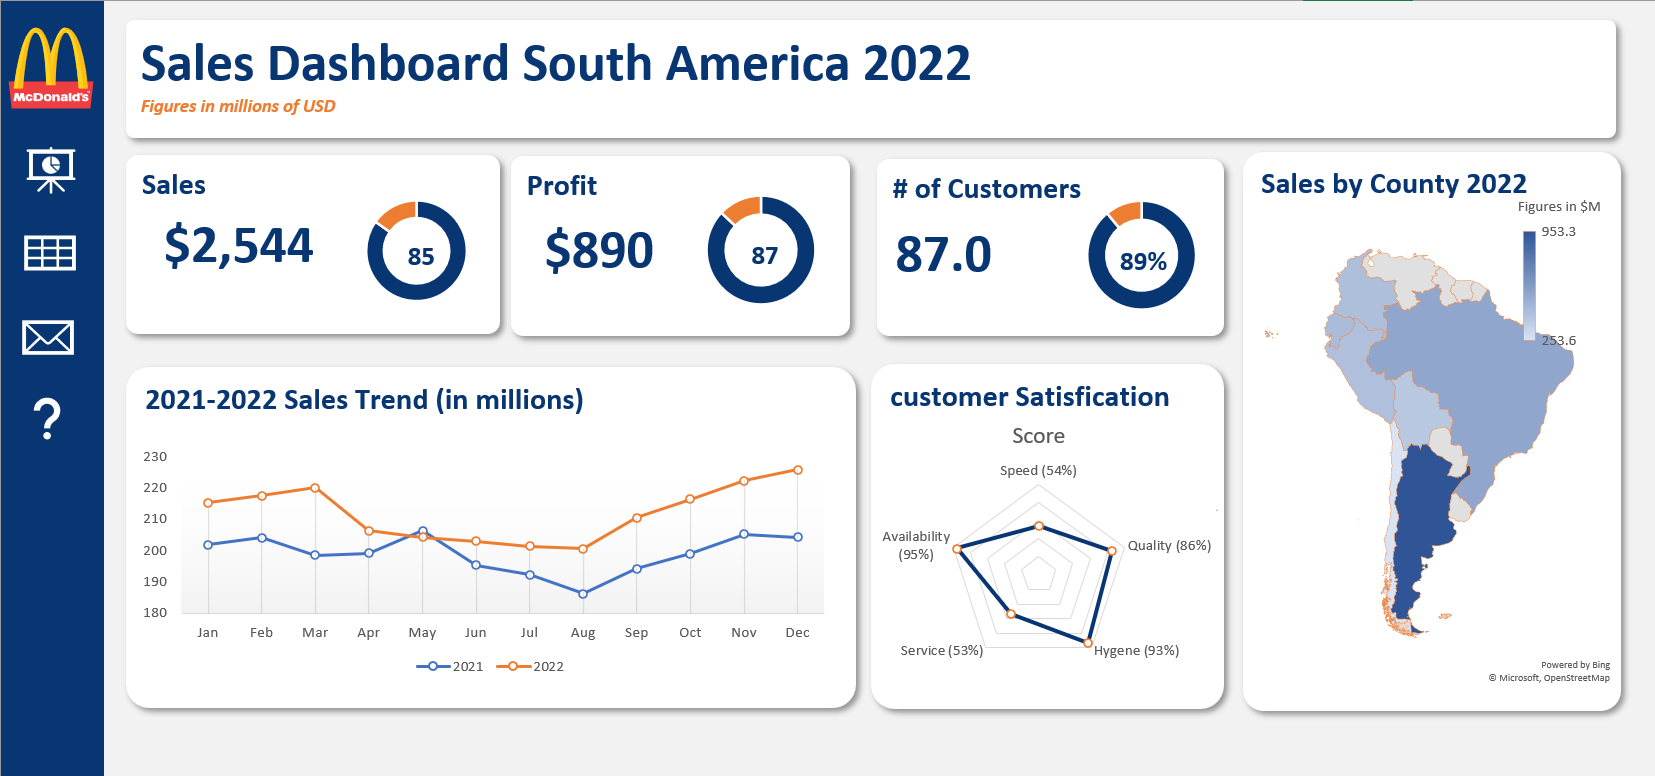 McDonald's
Sales Dashboard South America 2022
Figures in millions of USD
Sales
$2,544
85
Profit
$890
87
# of Customers
87.0
89%
Sales by County 2022
Figures in $M
953.3
253.6
Powered by Bing
© Microsoft, OpenStreetMap
2021-2022 Sales Trend (in millions)
230
220
210
200
190
180
Jan Feb Mar Apr May Jun Jul Aug Sep Oct Nov Dec
2021 2022
customer Satisfication
Score
Speed (54%)
Availability
(95%)
Quality (86%)
Service (53%)
Hygene (93%)